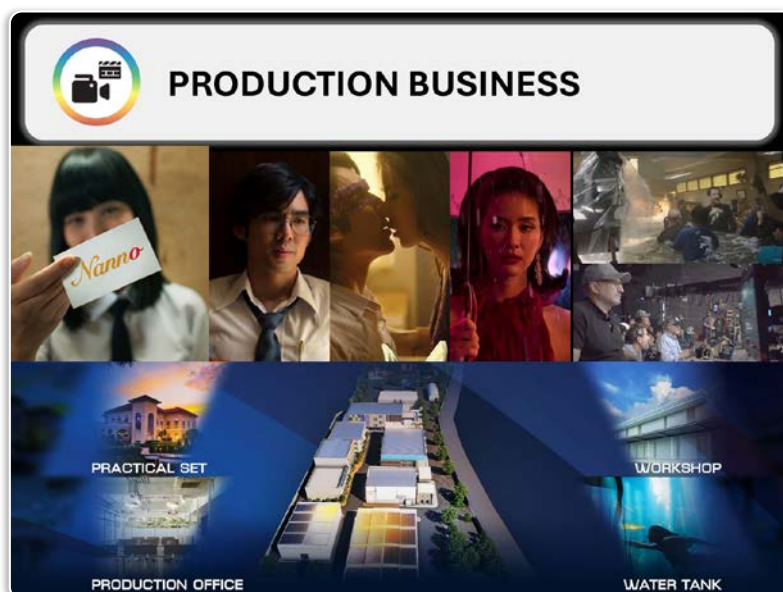 PRODUCTION BUSINESS
Nanno
PRACTICAL SET
WORKSHOP
PRODUCTION OFFICE
WATER TANK